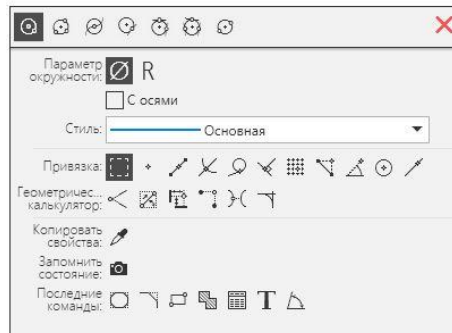 Параметр
окружности: Ø R
С осями
Стиль: Основная
Привязка:
Геометричес...
калькулятор:
Копировать
свойства:
Запомнить
состояние:
Последние
команды: T